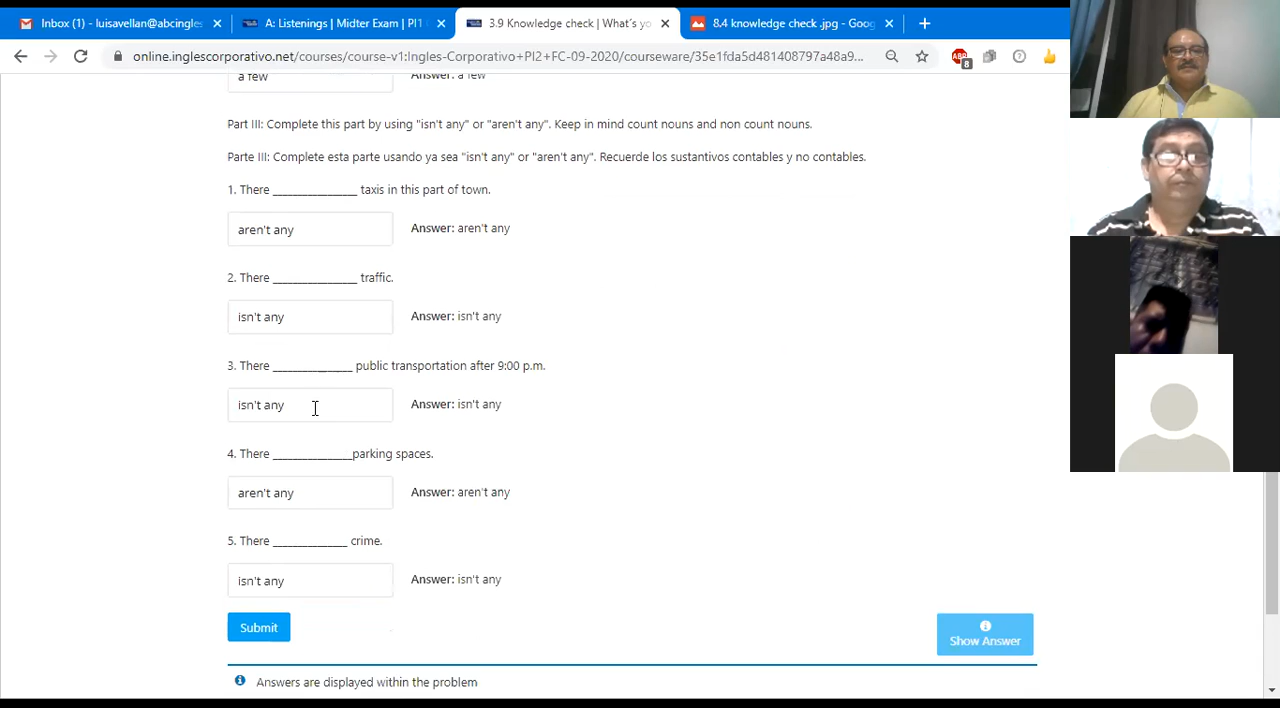 Inbox (1) - luisavellan@abcingles
A: Listenings | Midter Exam | PI1
3.9 Knowledge check | What's yo
8.4 knowledge check .jpg - Goog
online.inglescorporativo.net/courses/course-v1:Ingles-Corporativo+PI2+FC-09-2020/courseware/35e1fda5d481408797a48a9...
ABP 8
a few Answer: a few
Part III: Complete this part by using "isn't any" or "aren't any". Keep in mind count nouns and non count nouns.
Parte III: Complete esta parte usando ya sea "isn't any" or "aren't any". Recuerde los sustantivos contables y no contables.
1. There ________________ taxis in this part of town.
aren't any Answer: aren't any
2. There ________________ traffic.
isn't any Answer: isn't any
3. There _______________ public transportation after 9:00 p.m.
isn't any Answer: isn't any
4. There _______________parking spaces.
aren't any Answer: aren't any
5. There ______________ crime.
isn't any Answer: isn't any
Submit
Show Answer
Answers are displayed within the problem